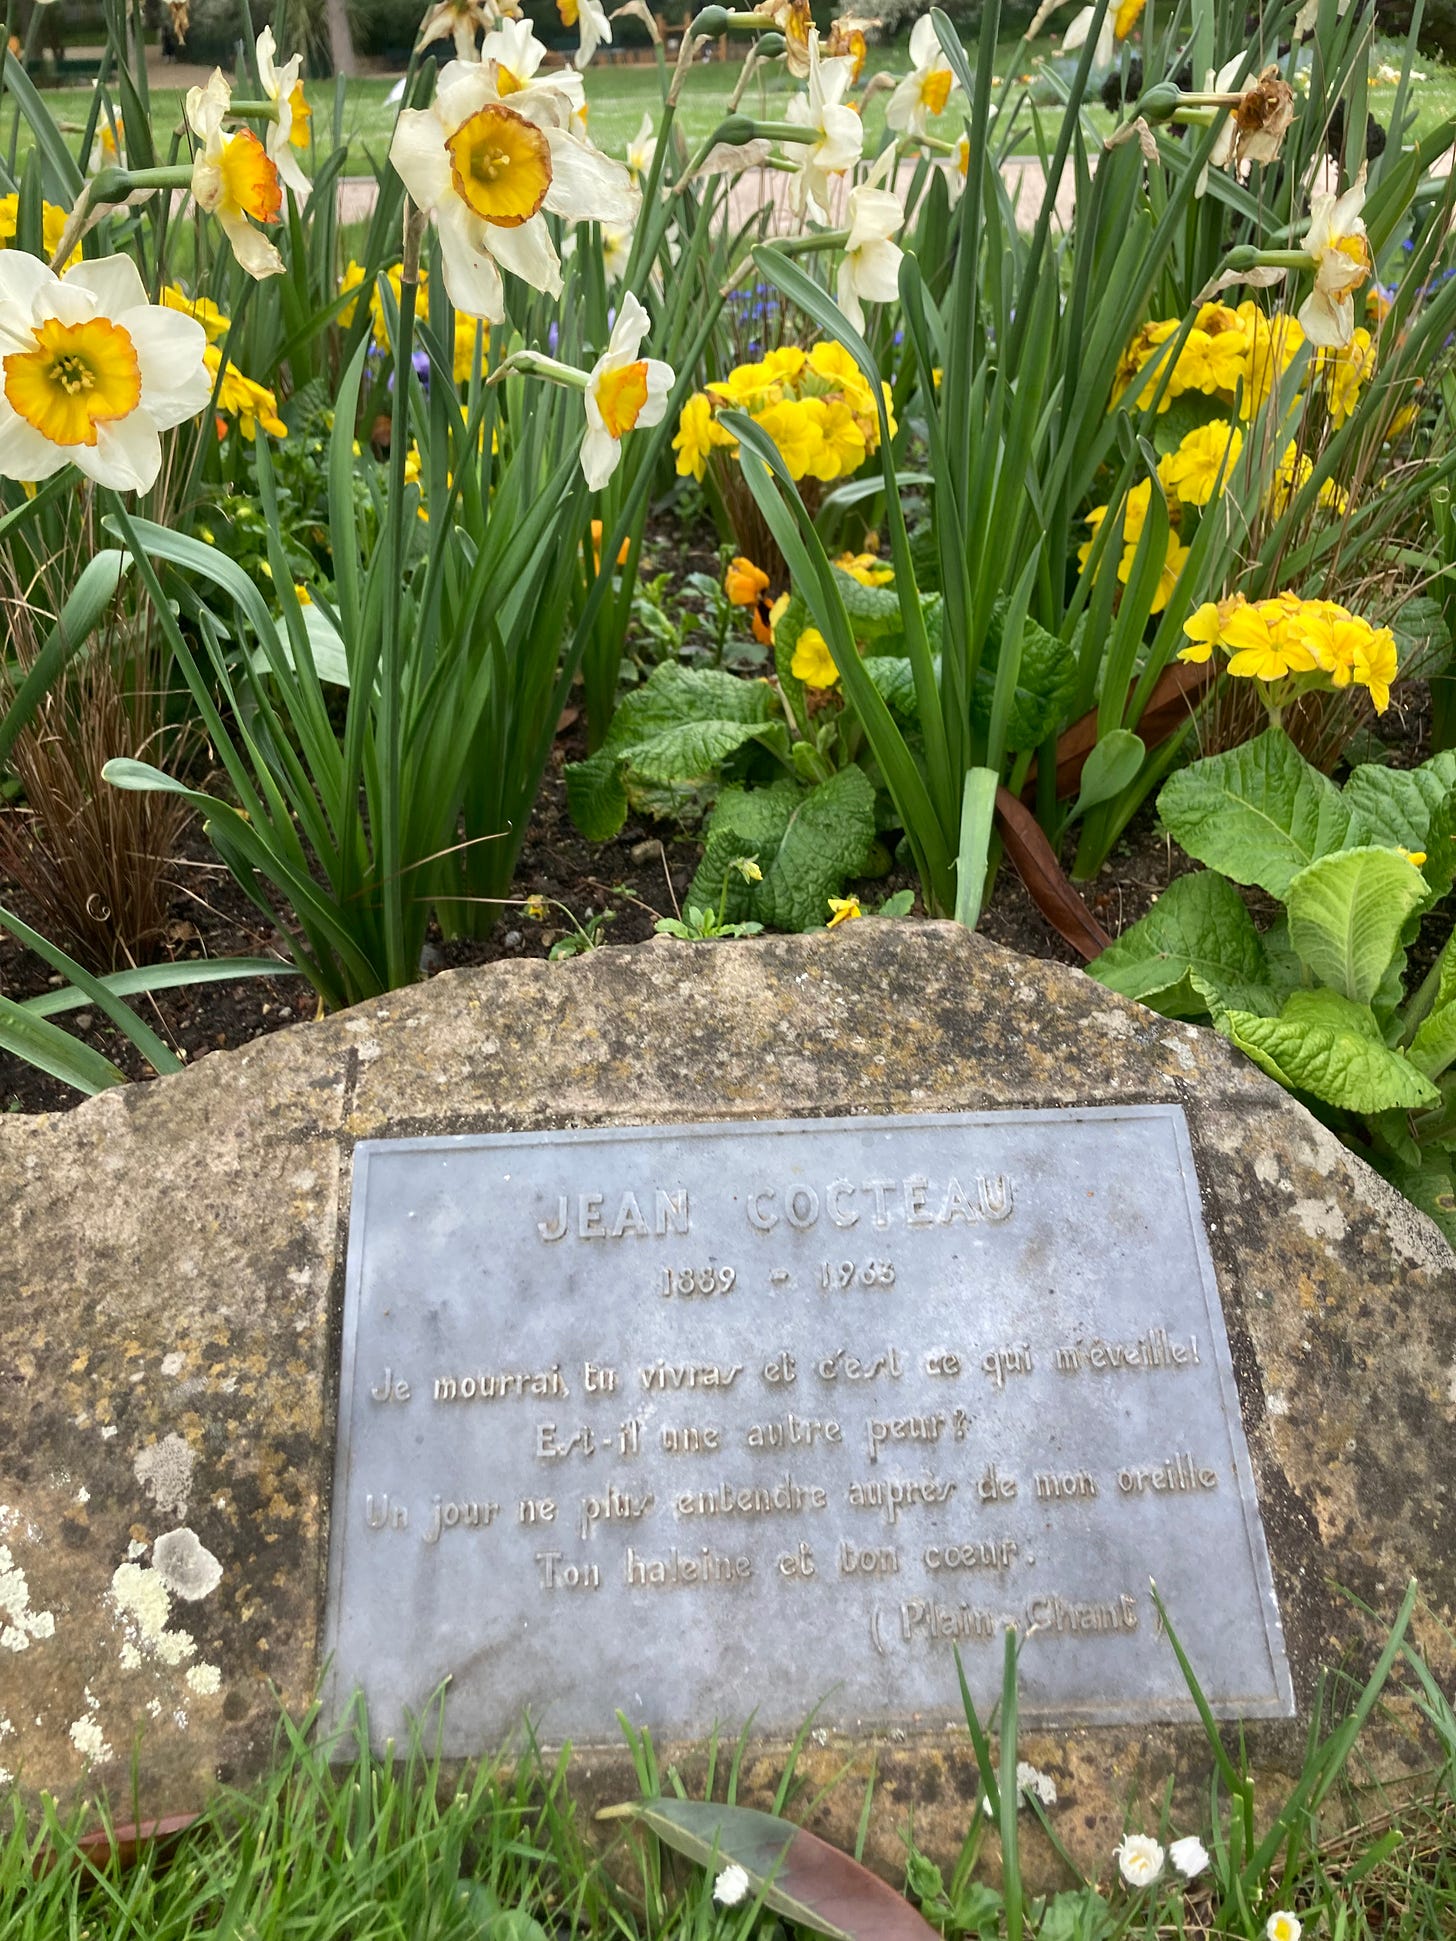 JEAN COCTEAU
1889 - 1963
Je mourrai, tu vivras et c'est ce qui m'éveille!
Est-il une autre peur?
Un jour ne plus entendre auprès de mon oreille
Ton haleine et ton cœur.
(Plain-Chant)